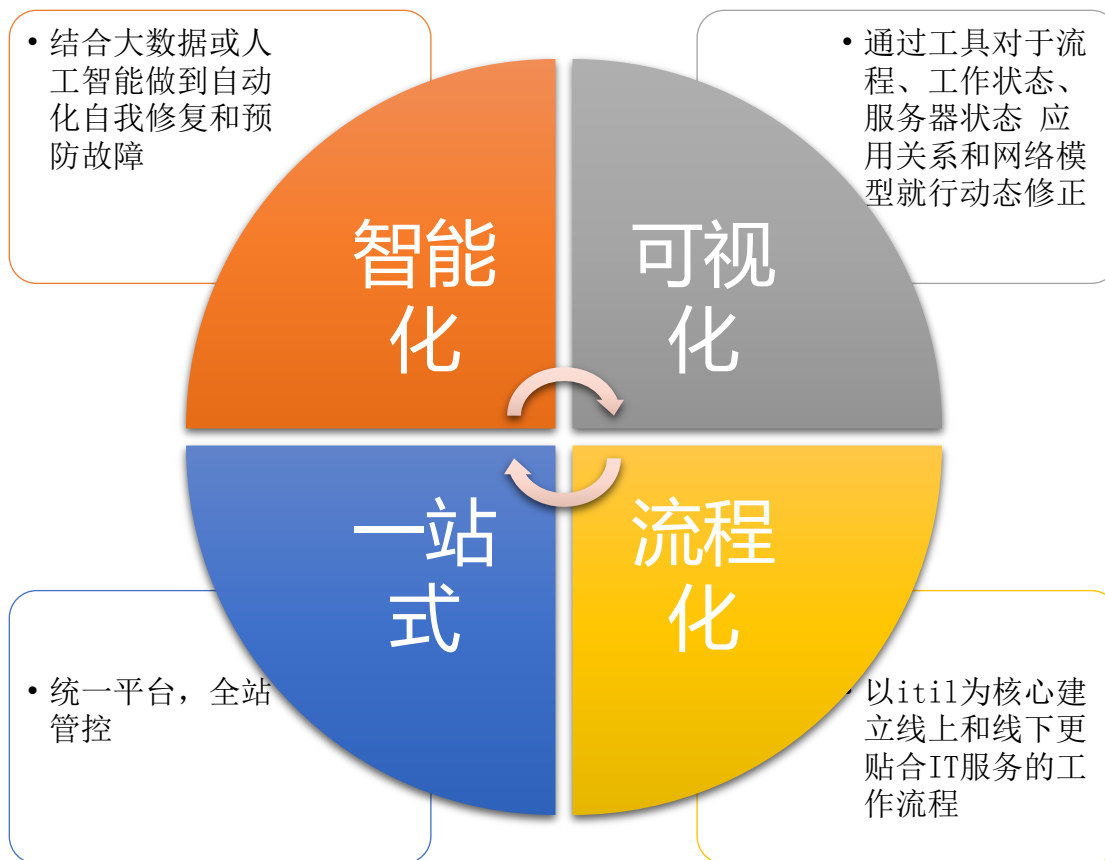 • 结合大数据或人
工智能做到自动
化自我修复和预
防故障
• 通过工具对于流
程、工作状态、
服务器状态 应
用关系和网络模
型就行动态修正
智能
化
可视
化
一站
式
流程
化
• 统一平台，全站
管控
• 以itil为核心建
立线上和线下更
贴合IT服务的工
作流程